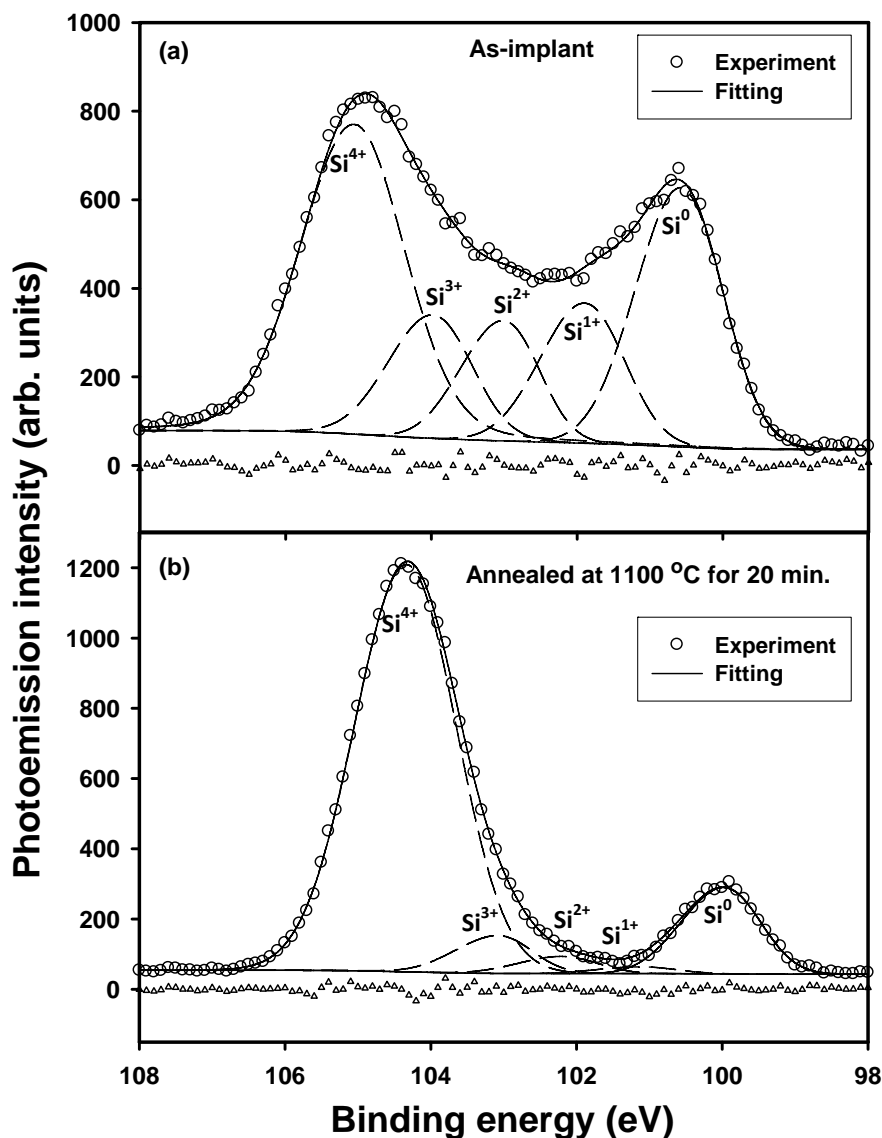 Photoemission intensity (arb. units)
1000
800
600
400
200
0
(a)
As-implant
Experiment
Fitting
Si⁴⁺
Si³⁺
Si²⁺
Si¹⁺
Si⁰
1200
1000
800
600
400
200
0
(b)
Annealed at 1100 °C for 20 min.
Experiment
Fitting
Si⁴⁺
Si³⁺
Si²⁺
Si¹⁺
Si⁰
108 106 104 102 100 98
Binding energy (eV)